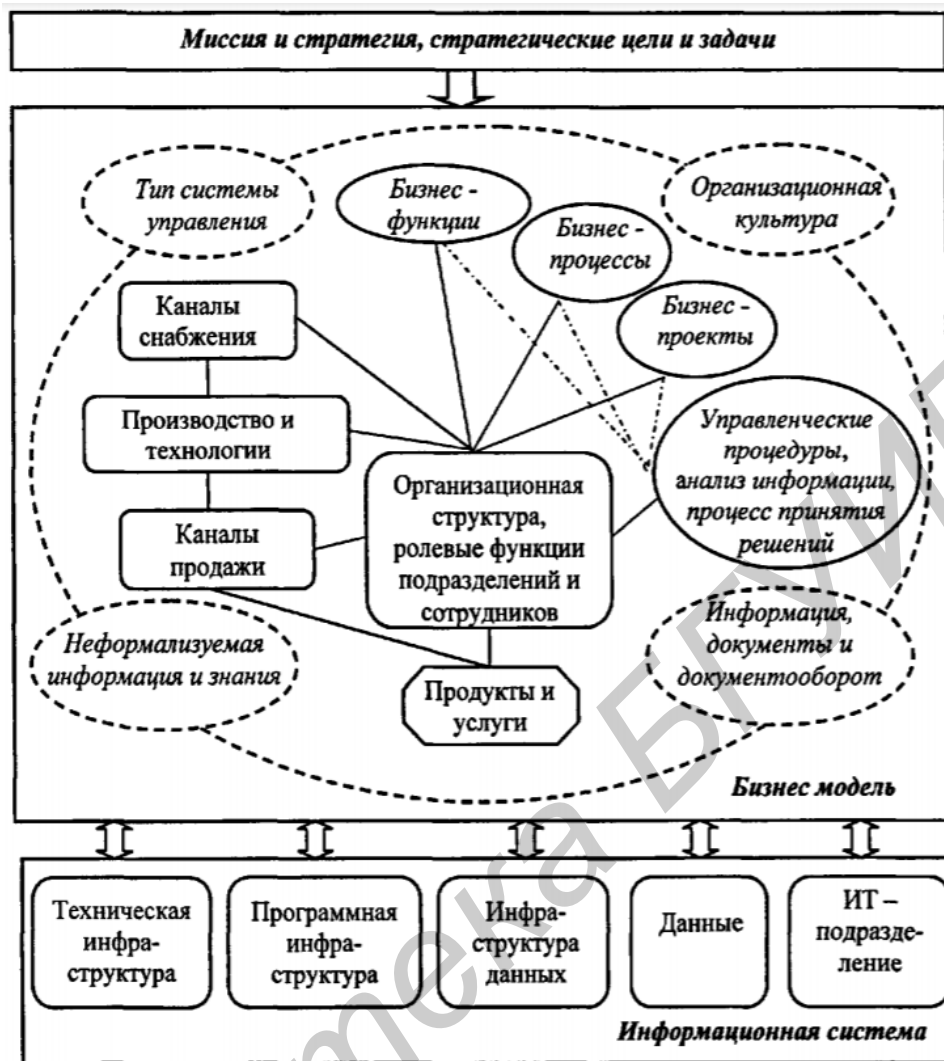 Миссия и стратегия, стратегические цели и задачи
Тип системы
управления
Бизнес -
функции
Организационная
культура
Бизнес -
процессы
Каналы
снабжения
Бизнес -
проекты
Производство и
технологии
Управленческие
процедуры,
анализ информации,
процесс принятия
решений
Организационная
структура,
ролевые функции
подразделений и
сотрудников
Каналы
продажи
Неформализуемая
информация и знания
Информация,
документы и
документооборот
Продукты и
услуги
Бизнес модель
Техническая
инфра-
структура
Программная
инфра-
структура
Инфра-
структура
данных
Данные
ИТ –
подразде-
ление
Информационная система
тека БГУИ